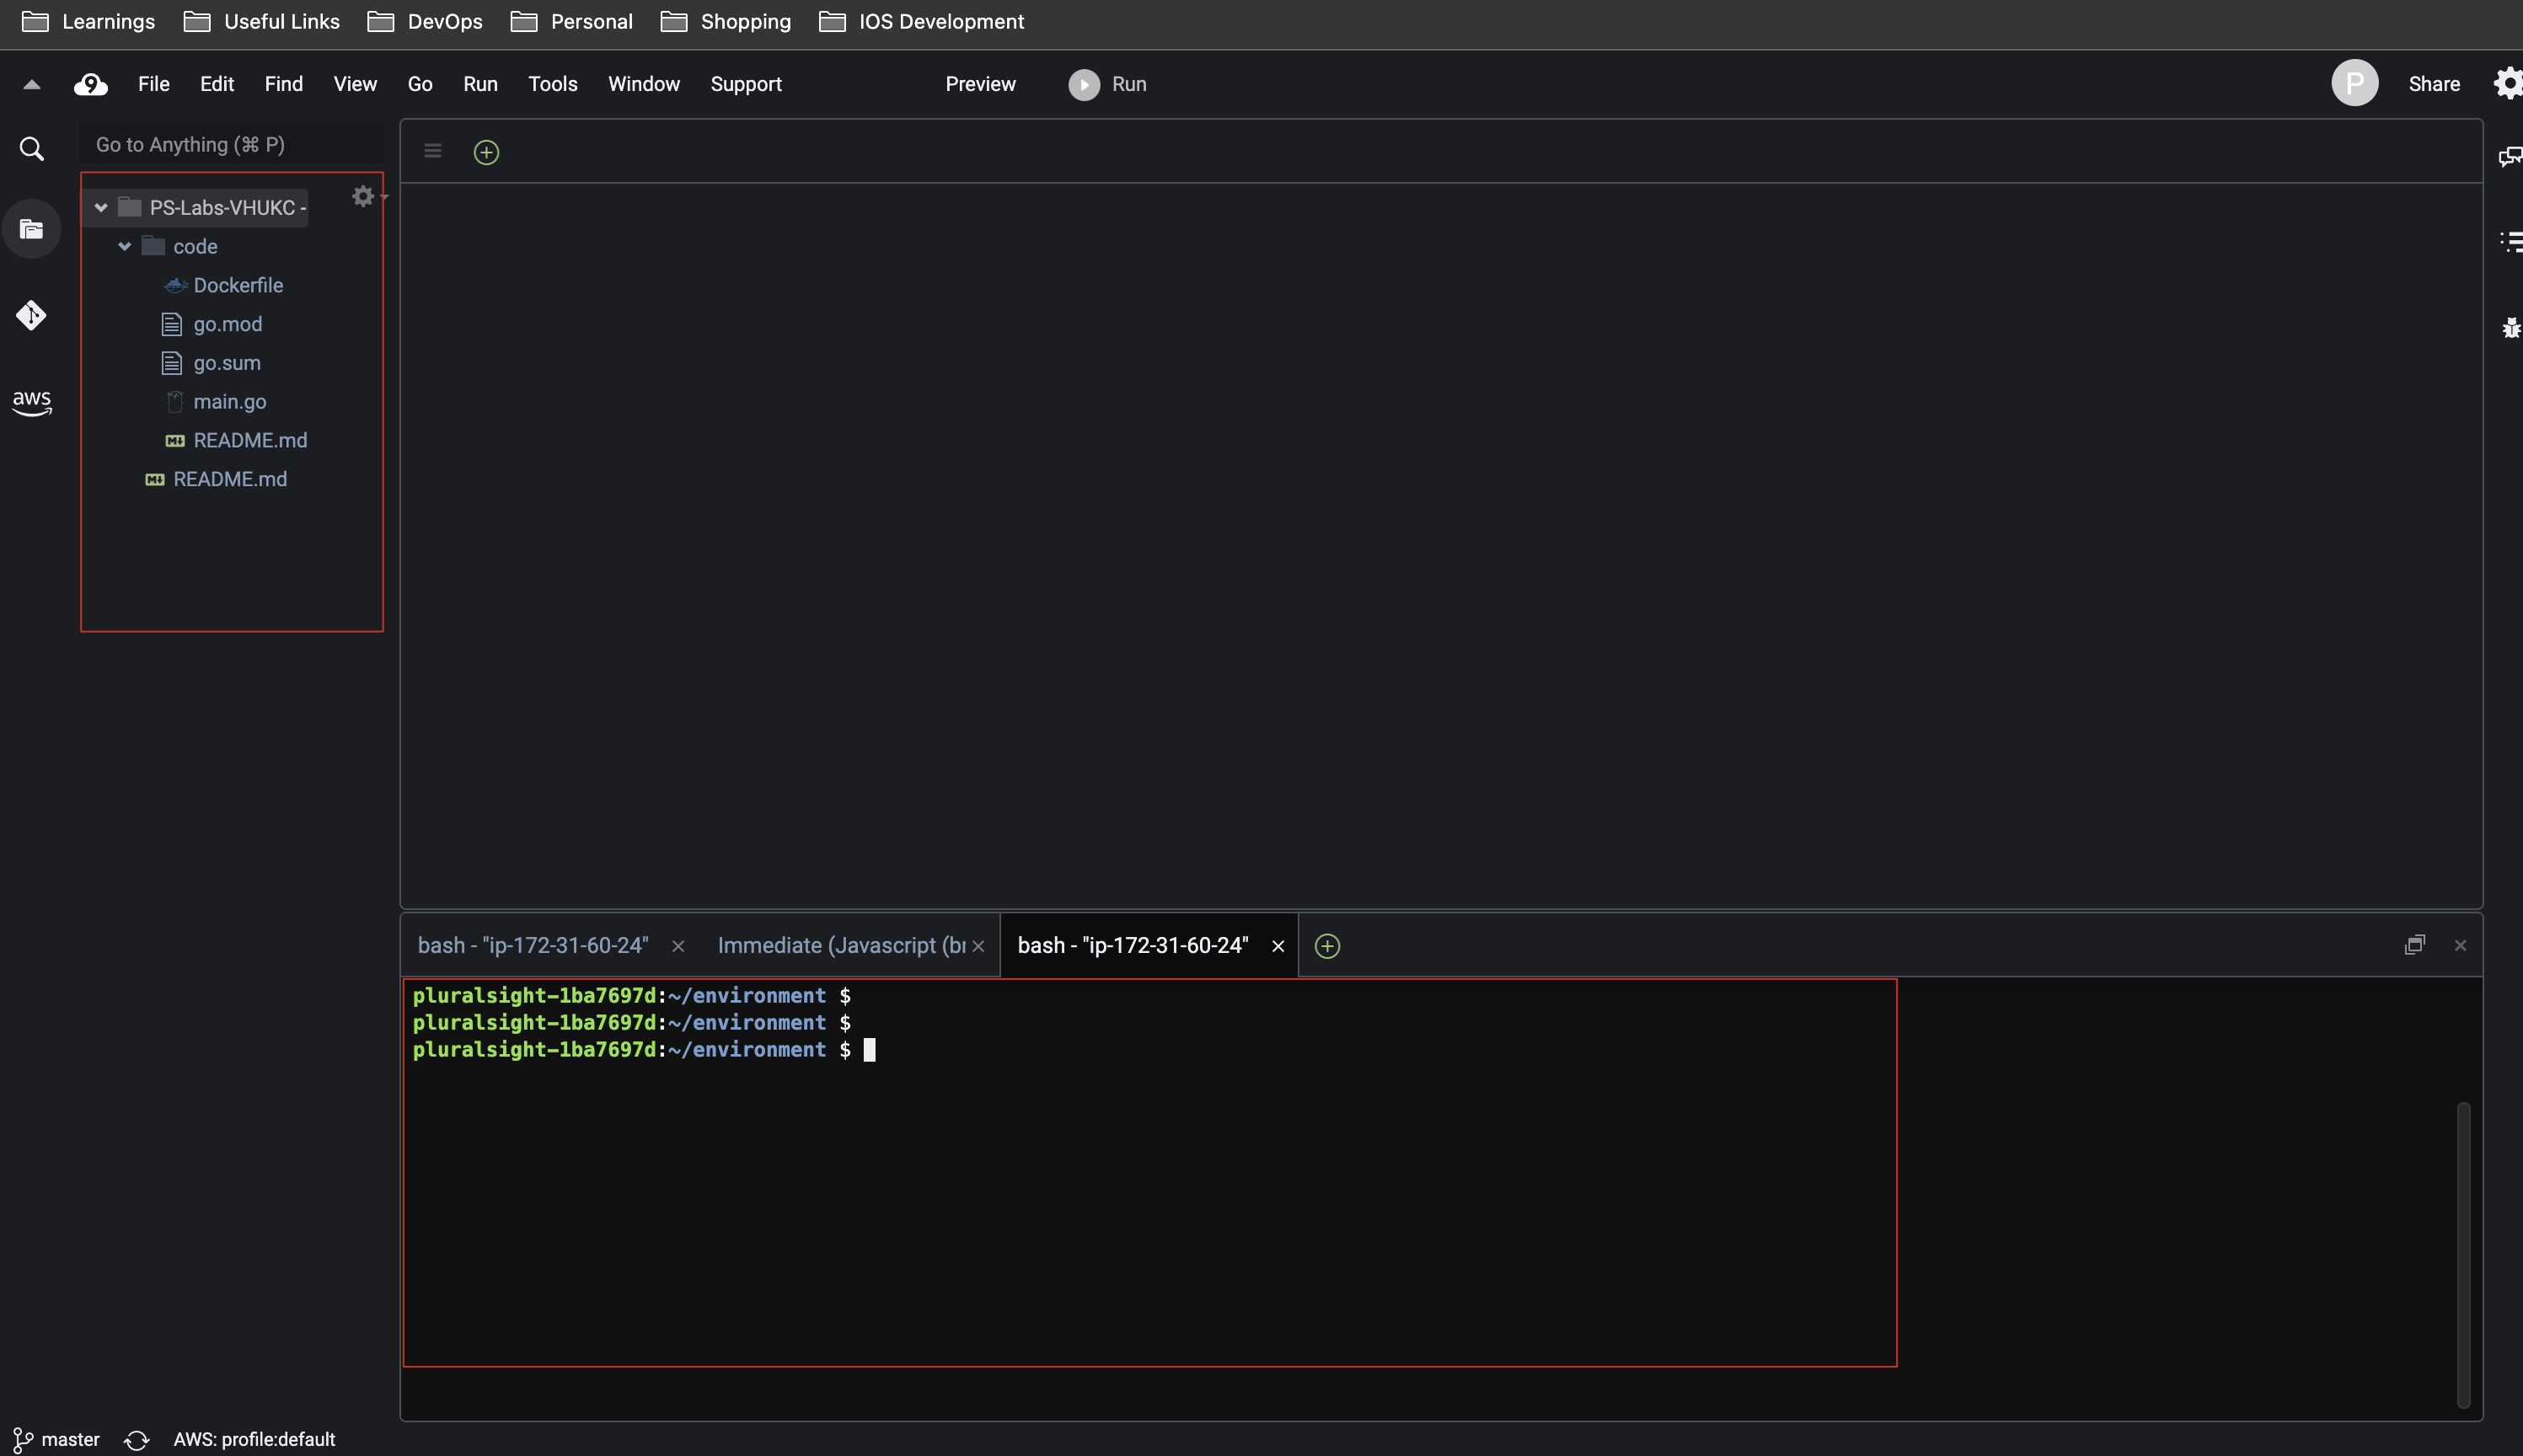 Learnings Useful Links DevOps Personal Shopping IOS Development
9 File Edit Find View Go Run Tools Window Support Preview Run P Share
Go to Anything (⌘ P)
PS-Labs-VHUKC -
code
Dockerfile
go.mod
go.sum
aws
main.go
M↓ README.md
M↓ README.md
bash - "ip-172-31-60-24" × Immediate (Javascript (br × bash - "ip-172-31-60-24" ×
pluralsight-1ba7697d:~/environment $
pluralsight-1ba7697d:~/environment $
pluralsight-1ba7697d:~/environment $
master AWS: profile:default